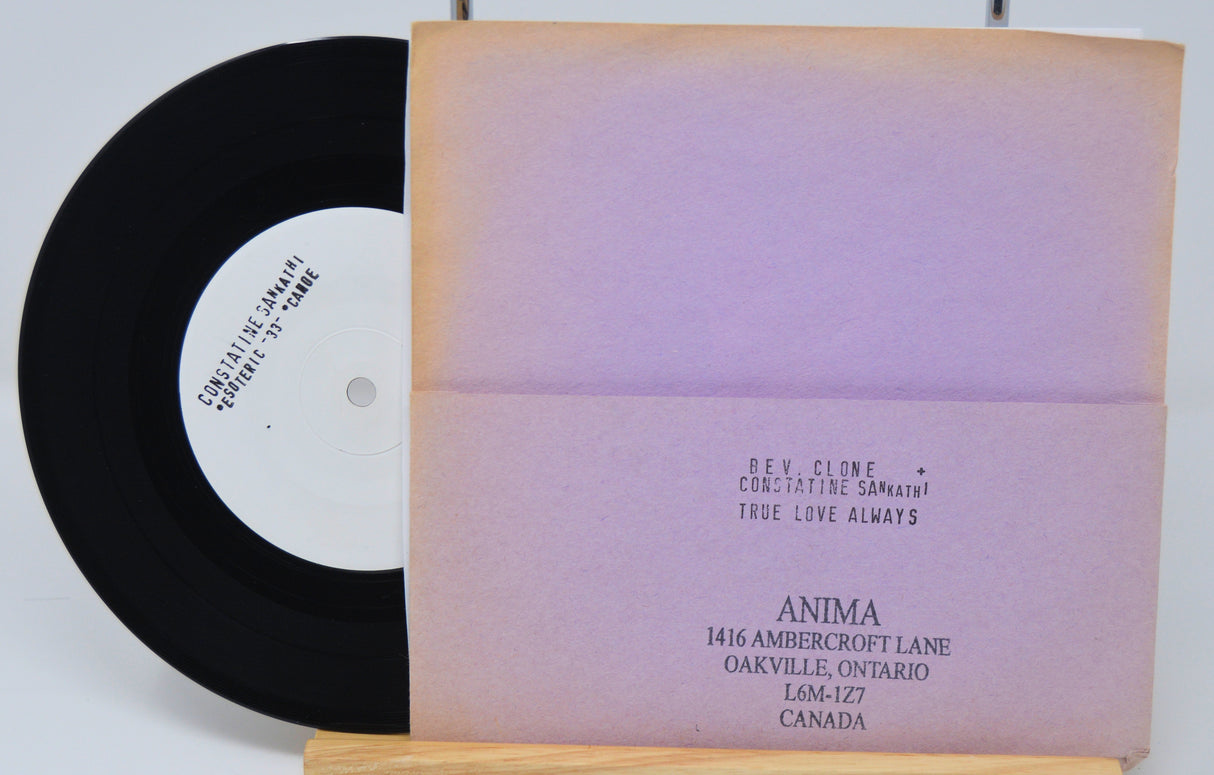 CONSTATINE SANKATHI
•ESOTERIC -33- •CANOE
BEV. CLONE +
CONSTATINE SANKATHI
TRUE LOVE ALWAYS
ANIMA
1416 AMBERCROFT LANE
OAKVILLE, ONTARIO
L6M-1Z7
CANADA